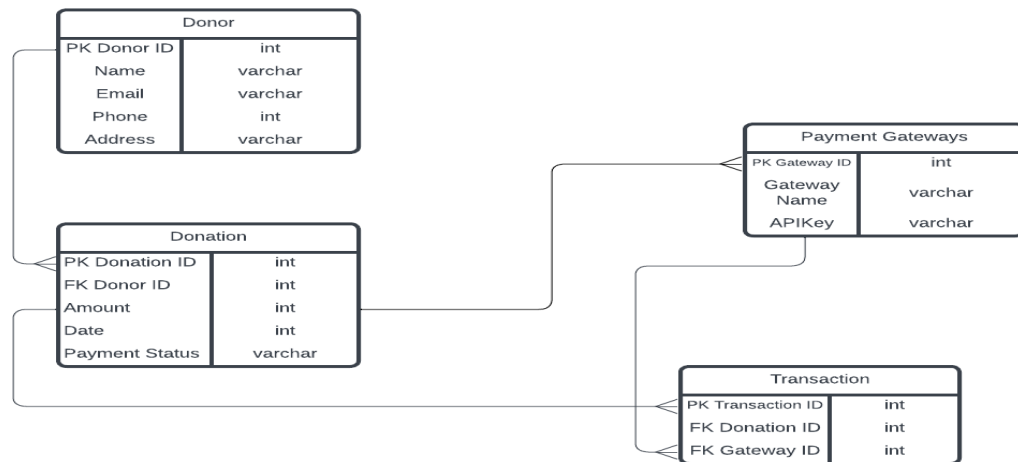 Donor
PK Donor ID int
Name varchar
Email varchar
Phone int
Address varchar
Payment Gateways
PK Gateway ID int
Gateway
Name varchar
APIKey varchar
Donation
PK Donation ID int
FK Donor ID int
Amount int
Date int
Payment Status varchar
Transaction
PK Transaction ID int
FK Donation ID int
FK Gateway ID int